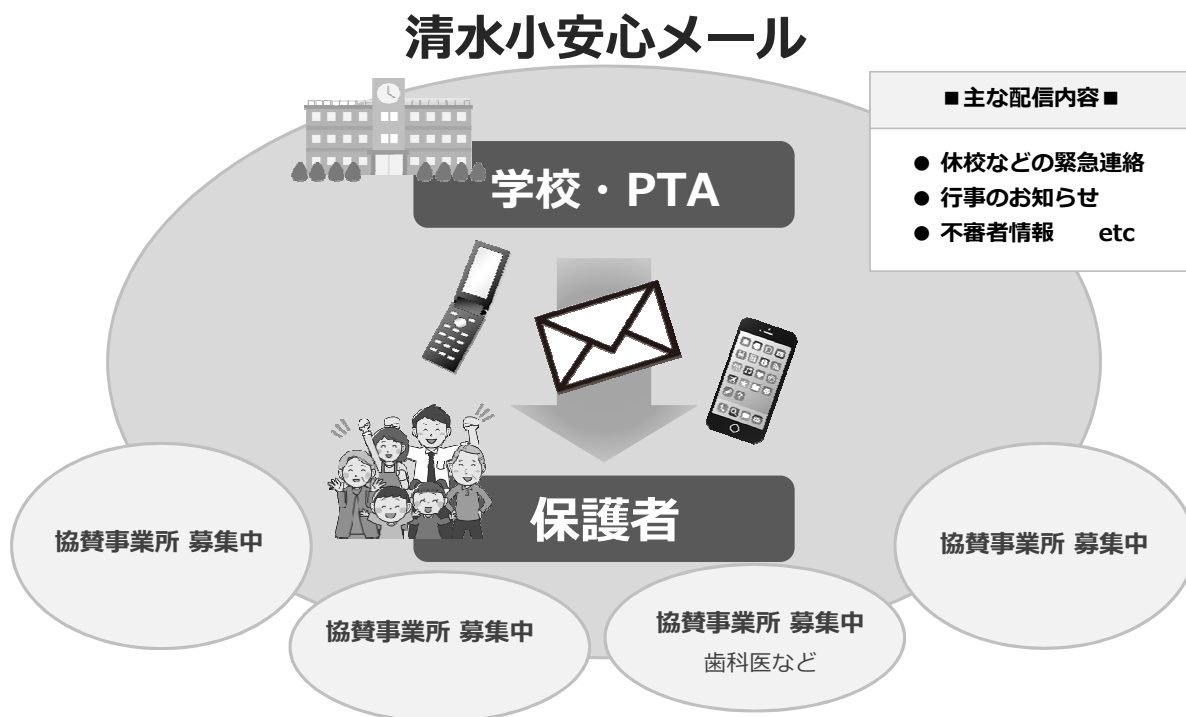 清水小安心メール
■主な配信内容■
● 休校などの緊急連絡
● 行事のお知らせ
● 不審者情報　etc
学校・PTA
保護者
協賛事業所 募集中
協賛事業所 募集中
協賛事業所 募集中
歯科医など
協賛事業所 募集中